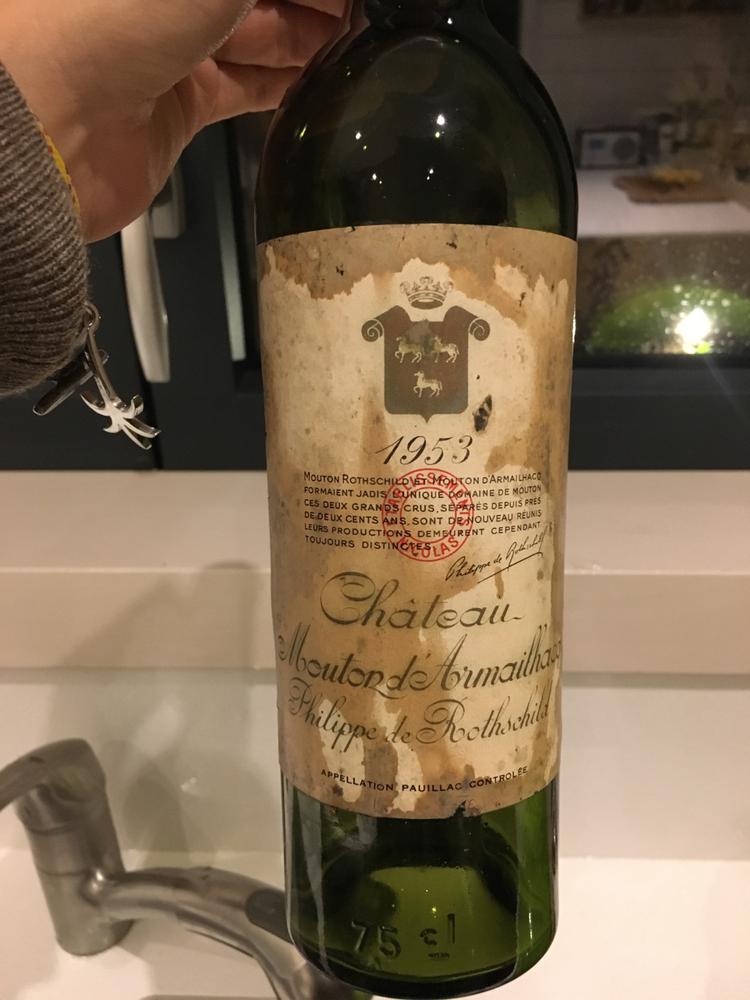 1953
MOUTON ROTHSCHILD ET MOUTON D'ARMAILHACQ
FORMAIENT JADIS L'UNIQUE DOMAINE DE MOUTON
CES DEUX GRANDS CRUS, SÉPARÉS DEPUIS PRÈS
DE DEUX CENTS ANS, SONT DE NOUVEAU RÉUNIS
LEURS PRODUCTIONS DEMEURENT CEPENDANT
TOUJOURS DISTINCTES
NICOLAS
Philippe de Rothschild
Château
Mouton d'Armailhacq
Philippe de Rothschild
APPELLATION PAUILLAC CONTROLÉE
75 cl